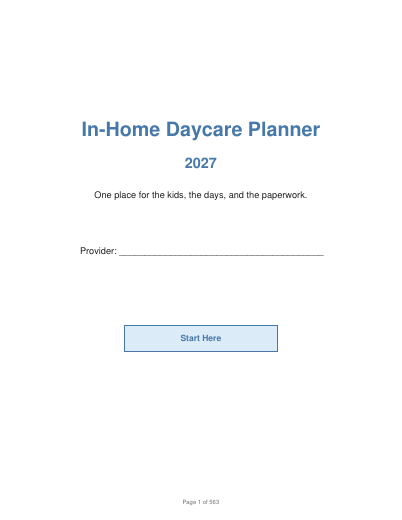 In-Home Daycare Planner
2027
One place for the kids, the days, and the paperwork.
Provider: ________________________________________
Start Here
Page 1 of 563